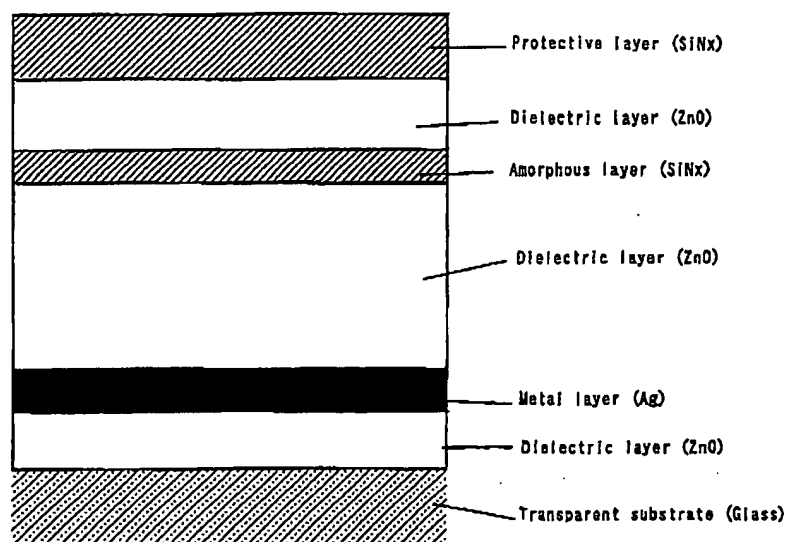 Protective layer (SiNx)
Dielectric layer (ZnO)
Amorphous layer (SiNx)
Dielectric layer (ZnO)
Metal layer (Ag)
Dielectric layer (ZnO)
Transparent substrate (Glass)